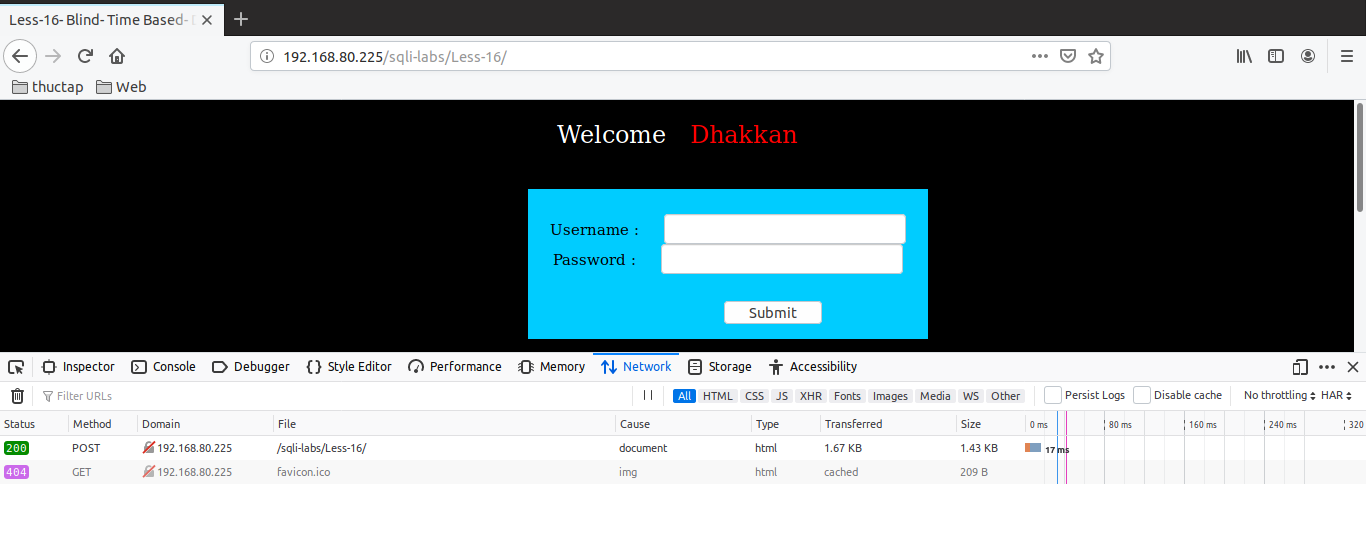 Less-16- Blind- Time Based-
192.168.80.225/sqli-labs/Less-16/
thuctap Web
Welcome Dhakkan
Username :
Password :
Submit
Inspector Console Debugger Style Editor Performance Memory Network Storage Accessibility
Filter URLs All HTML CSS JS XHR Fonts Images Media WS Other Persist Logs Disable cache No throttling HAR
Status Method Domain File Cause Type Transferred Size 0 ms 80 ms 160 ms 240 ms 320
200 POST 192.168.80.225 /sqli-labs/Less-16/ document html 1.67 KB 1.43 KB 17 ms
404 GET 192.168.80.225 favicon.ico img html cached 209 B